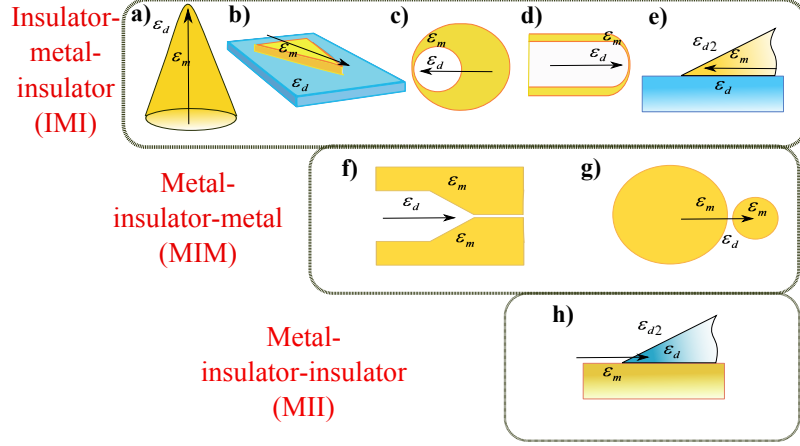 Insulator-
metal-
insulator
(IMI)
a)
ε_d
ε_m
b)
ε_m
ε_d
c)
ε_m
ε_d
d)
ε_m
ε_d
e)
ε_d2
ε_m
ε_d
Metal-
insulator-metal
(MIM)
f)
ε_m
ε_d
ε_m
g)
ε_m
ε_m
ε_d
Metal-
insulator-insulator
(MII)
h)
ε_d2
ε_d
ε_m